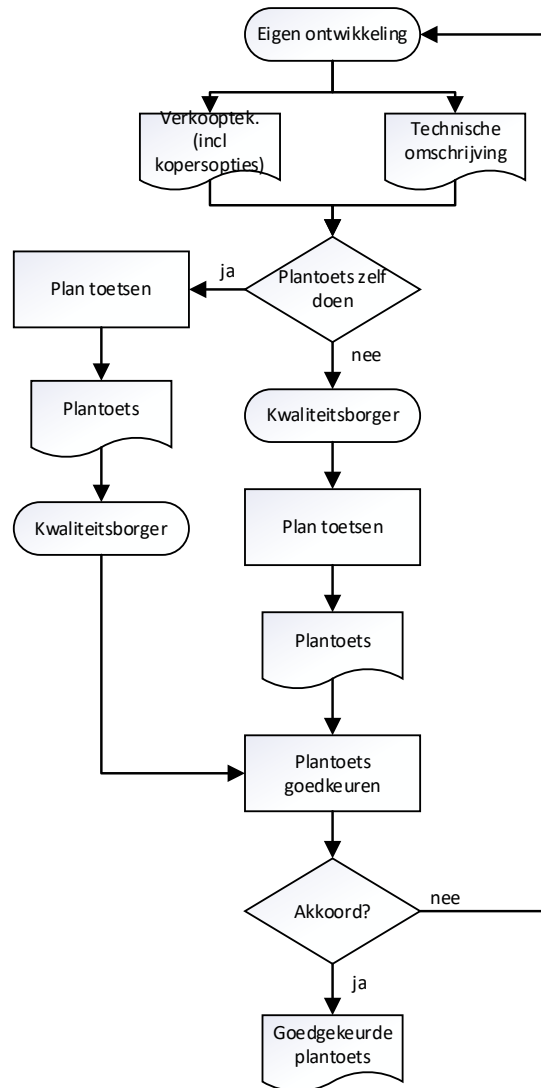 Eigen ontwikkeling
Verkooptek.
(incl
kopersopties)
Technische
omschrijving
Plantoets zelf
doen
ja
nee
Plan toetsen
Plantoets
Kwaliteitsborger
Kwaliteitsborger
Plan toetsen
Plantoets
Plantoets
goedkeuren
Akkoord?
nee
ja
Goedgekeurde
plantoets